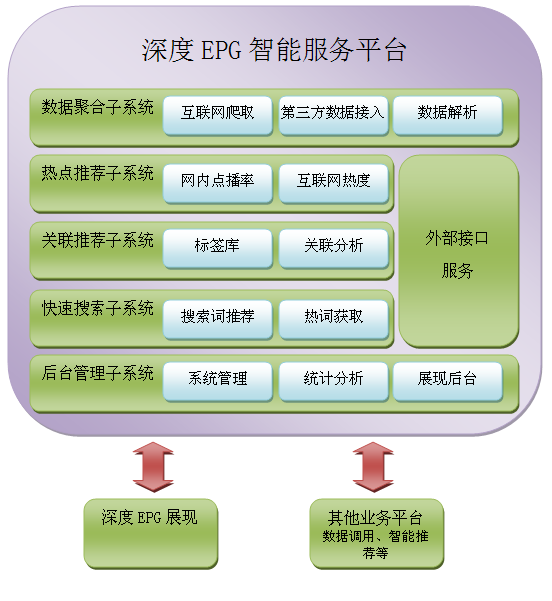 深度 EPG 智能服务平台
数据聚合子系统
互联网爬取
第三方数据接入
数据解析
热点推荐子系统
网内点播率
互联网热度
关联推荐子系统
标签库
关联分析
外部接口
服务
快速搜索子系统
搜索词推荐
热词获取
后台管理子系统
系统管理
统计分析
展现后台
深度 EPG 展现
其他业务平台
数据调用、智能推
荐等